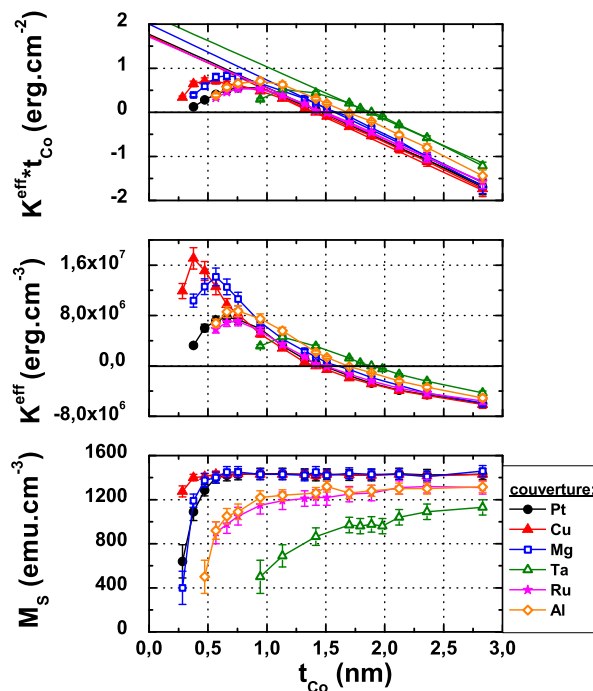 K^eff*t_Co (erg.cm^-2)
2
1
0
-1
-2
K^eff (erg.cm^-3)
1,6x10^7
8,0x10^6
0,0
-8,0x10^6
M_S (emu.cm^-3)
1600
1200
800
400
0
0,0 0,5 1,0 1,5 2,0 2,5 3,0
t_Co (nm)
couverture:
Pt
Cu
Mg
Ta
Ru
Al